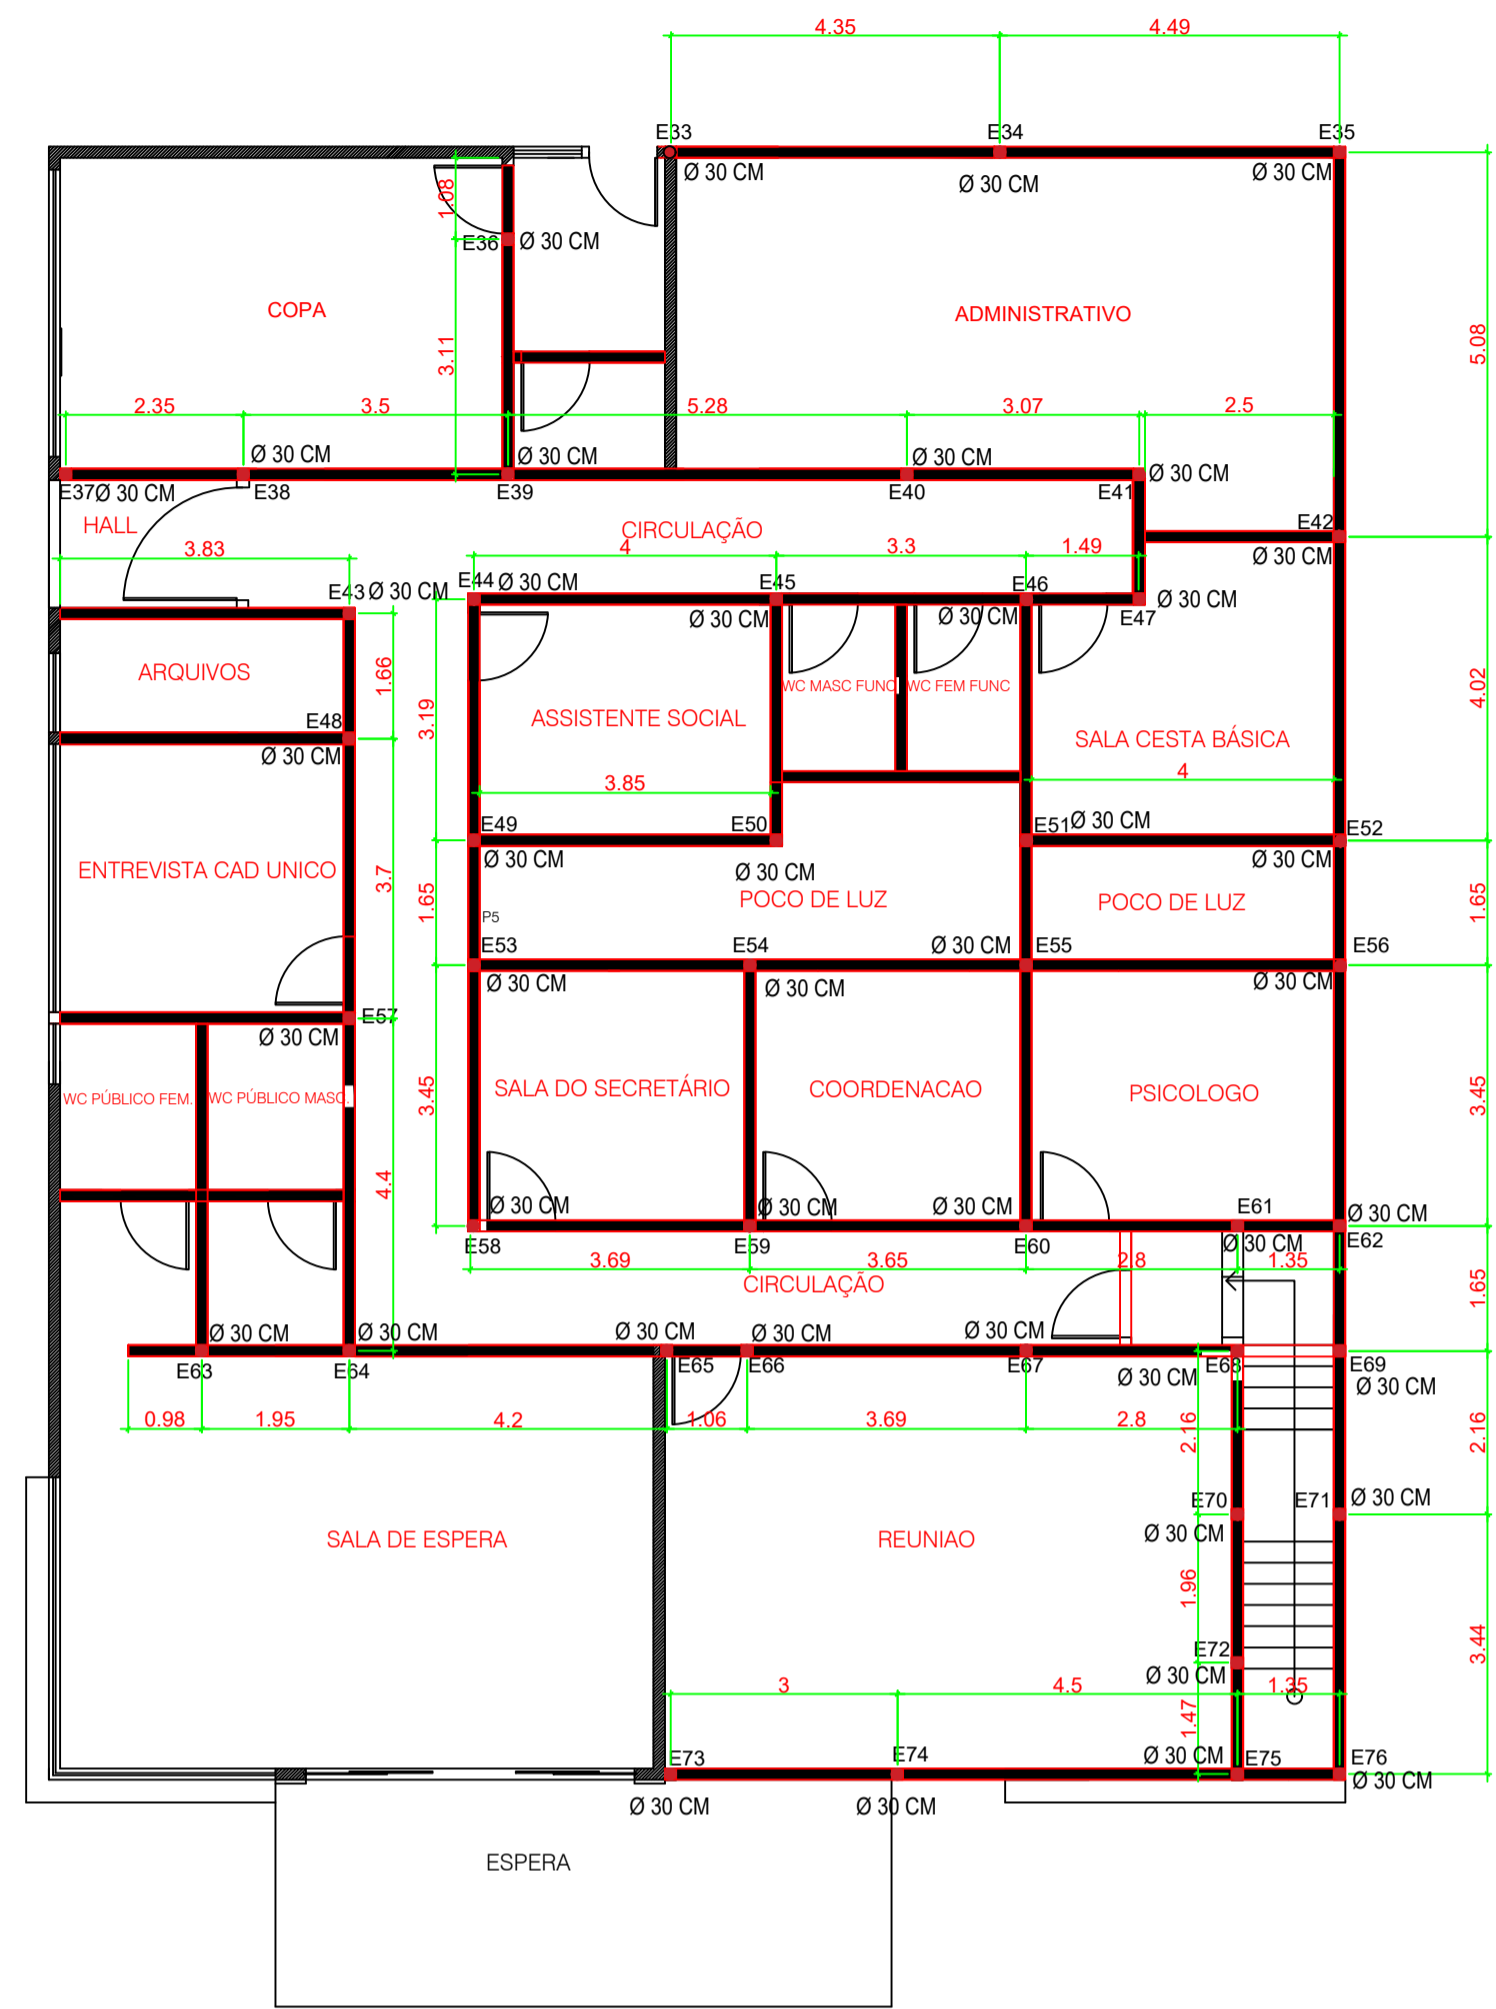 4.35
4.49
E33
E34
E35
Ø 30 CM
Ø 30 CM
Ø 30 CM
1.08
E36
Ø 30 CM
COPA
ADMINISTRATIVO
3.11
5.08
2.35
3.5
5.28
3.07
2.5
Ø 30 CM
Ø 30 CM
Ø 30 CM
Ø 30 CM
E37
Ø 30 CM
E38
E39
E40
E41
HALL
CIRCULAÇÃO
E42
3.83
4
3.3
1.49
Ø 30 CM
E43
Ø 30 CM
E44
Ø 30 CM
E45
E46
Ø 30 CM
Ø 30 CM
Ø 30 CM
E47
ARQUIVOS
1.66
WC MASC FUNC
WC FEM FUNC
4.02
E48
3.19
ASSISTENTE SOCIAL
SALA CESTA BÁSICA
Ø 30 CM
3.85
4
E49
E50
E51
Ø 30 CM
E52
Ø 30 CM
Ø 30 CM
Ø 30 CM
ENTREVISTA CAD UNICO
3.7
1.65
POCO DE LUZ
POCO DE LUZ
1.65
P5
E53
E54
Ø 30 CM
E55
E56
Ø 30 CM
Ø 30 CM
Ø 30 CM
E57
Ø 30 CM
WC PÚBLICO FEM.
WC PÚBLICO MASC.
3.45
SALA DO SECRETÁRIO
COORDENACAO
PSICOLOGO
3.45
4.4
Ø 30 CM
Ø 30 CM
Ø 30 CM
E61
Ø 30 CM
E58
E59
E60
Ø 30 CM
E62
3.69
3.65
2.8
1.35
CIRCULAÇÃO
1.65
Ø 30 CM
Ø 30 CM
Ø 30 CM
Ø 30 CM
Ø 30 CM
E63
E64
E65
E66
E67
E68
E69
Ø 30 CM
Ø 30 CM
0.98
1.95
4.2
1.06
3.69
2.8
2.16
2.16
E70
E71
Ø 30 CM
Ø 30 CM
SALA DE ESPERA
REUNIAO
1.96
E72
Ø 30 CM
3.44
3
4.5
1.35
1.47
E73
E74
Ø 30 CM
E75
E76
Ø 30 CM
Ø 30 CM
Ø 30 CM
ESPERA